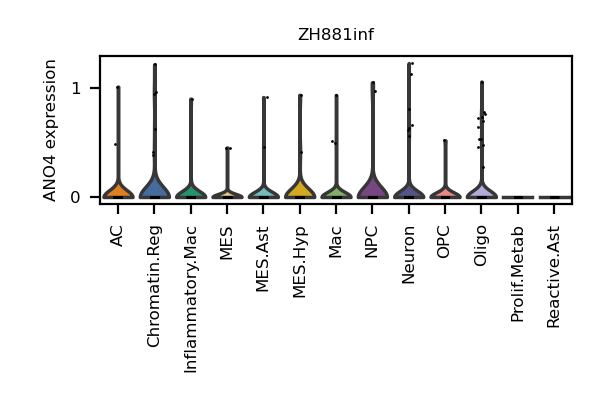 ZH881inf
ANO4 expression
1
0
AC
Chromatin.Reg
Inflammatory.Mac
MES
MES.Ast
MES.Hyp
Mac
NPC
Neuron
OPC
Oligo
Prolif.Metab
Reactive.Ast